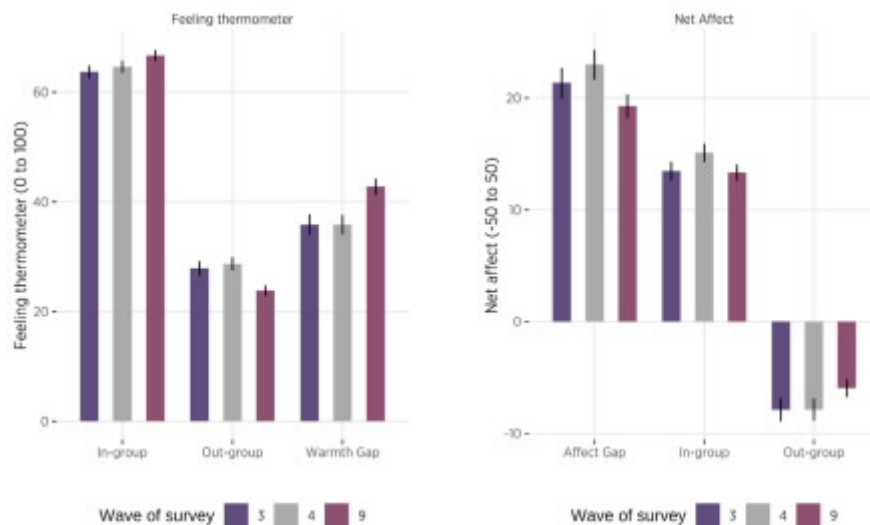 Feeling thermometer
Feeling thermometer (0 to 100)
60
40
20
0
In-group
Out-group
Warmth Gap
Wave of survey 3 4 9
Net Affect
Net affect (-50 to 50)
20
10
0
-10
Affect Gap
In-group
Out-group
Wave of survey 3 4 9